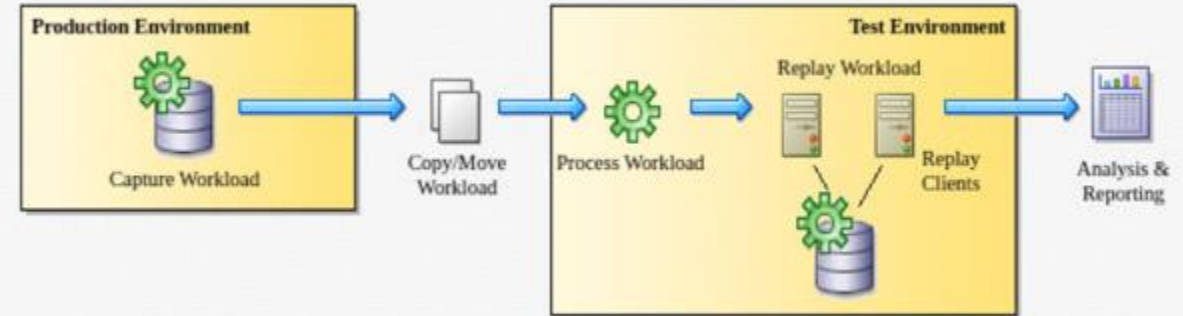 Production Environment
Capture Workload
Copy/Move
Workload
Test Environment
Process Workload
Replay Workload
Replay
Clients
Analysis &
Reporting